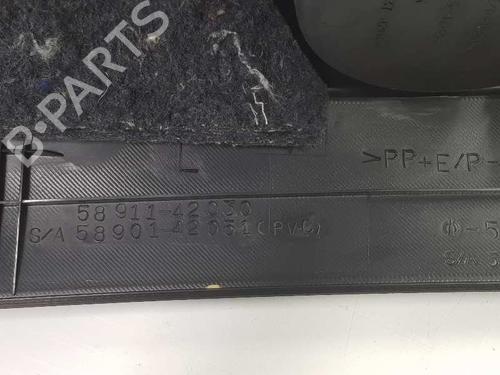 B-PARTS
L
>PP+E/P-
58911-42030
S/A 58901-42051(PVC)